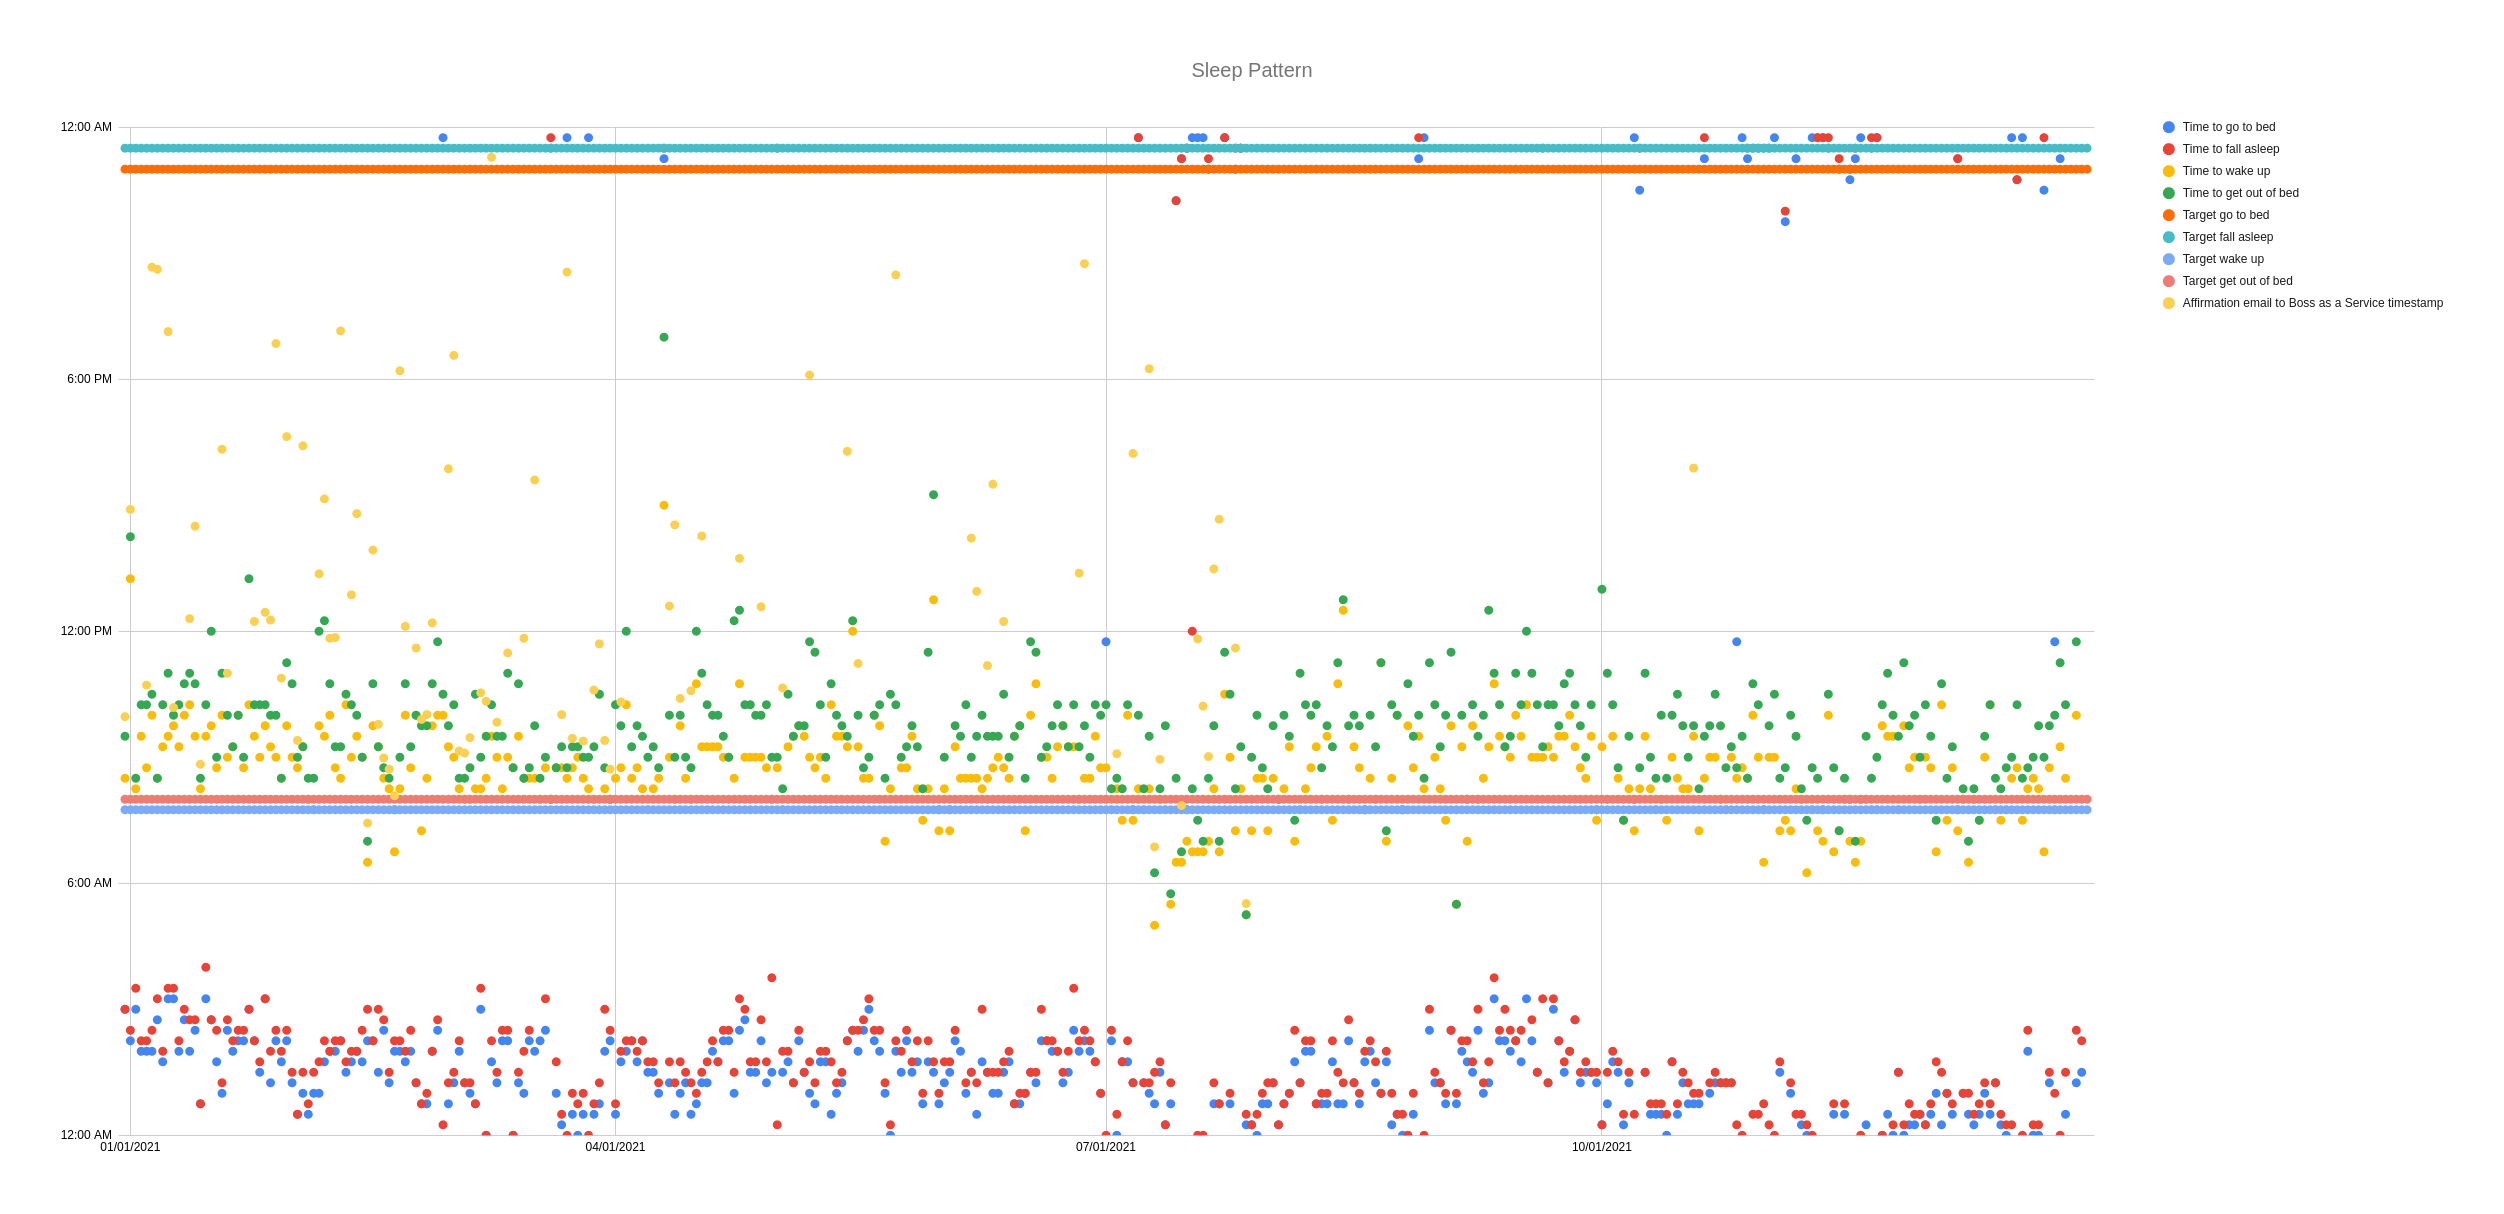 Sleep Pattern
12:00 AM
6:00 PM
12:00 PM
6:00 AM
12:00 AM
01/01/2021
04/01/2021
07/01/2021
10/01/2021
Time to go to bed
Time to fall asleep
Time to wake up
Time to get out of bed
Target go to bed
Target fall asleep
Target wake up
Target get out of bed
Affirmation email to Boss as a Service timestamp